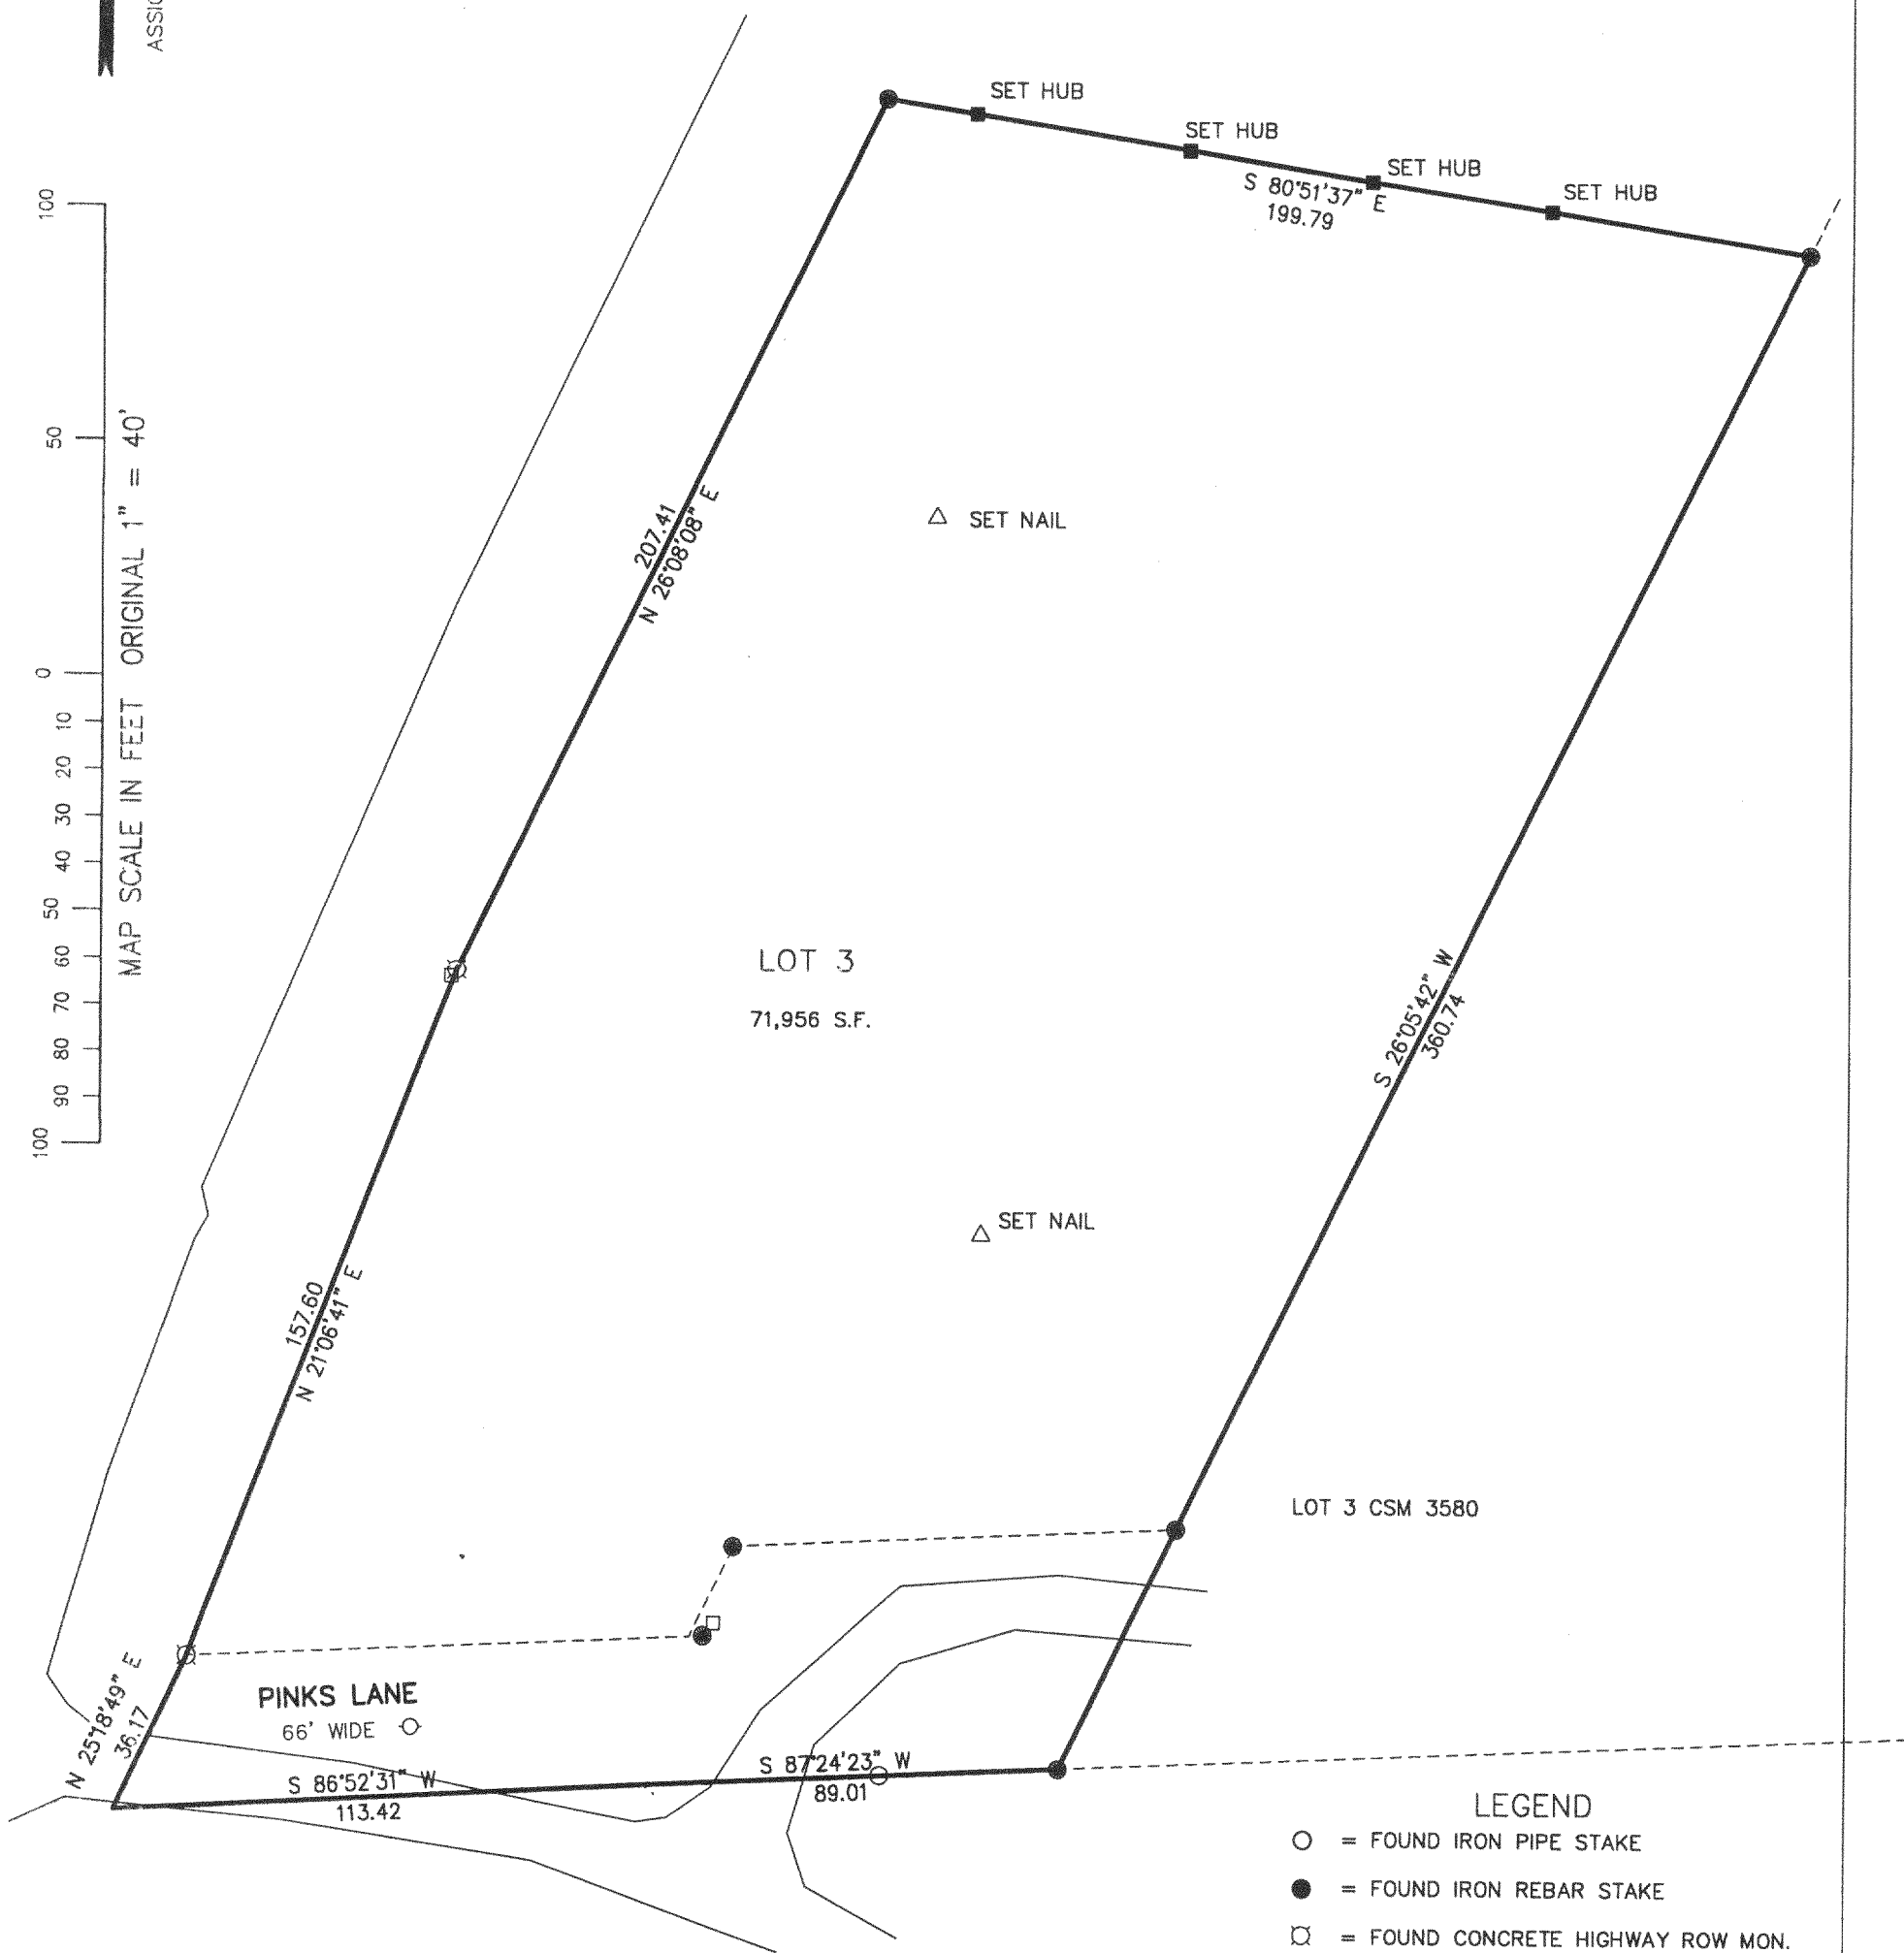 ASSIG
SET HUB
SET HUB
SET HUB
SET HUB
S 80°51'37" E
199.79
100
50
0
10
20
30
40
50
60
70
80
90
100
MAP SCALE IN FEET ORIGINAL 1" = 40'
207.41
N 26°08'08" E
SET NAIL
LOT 3
71,956 S.F.
S 26°05'42" W
360.74
SET NAIL
157.60
N 21°06'41" E
LOT 3 CSM 3580
N 25°18'49" E
36.17
PINKS LANE
66' WIDE
S 86°52'31" W
113.42
S 87°24'23" W
89.01
LEGEND
= FOUND IRON PIPE STAKE
= FOUND IRON REBAR STAKE
= FOUND CONCRETE HIGHWAY ROW MON.